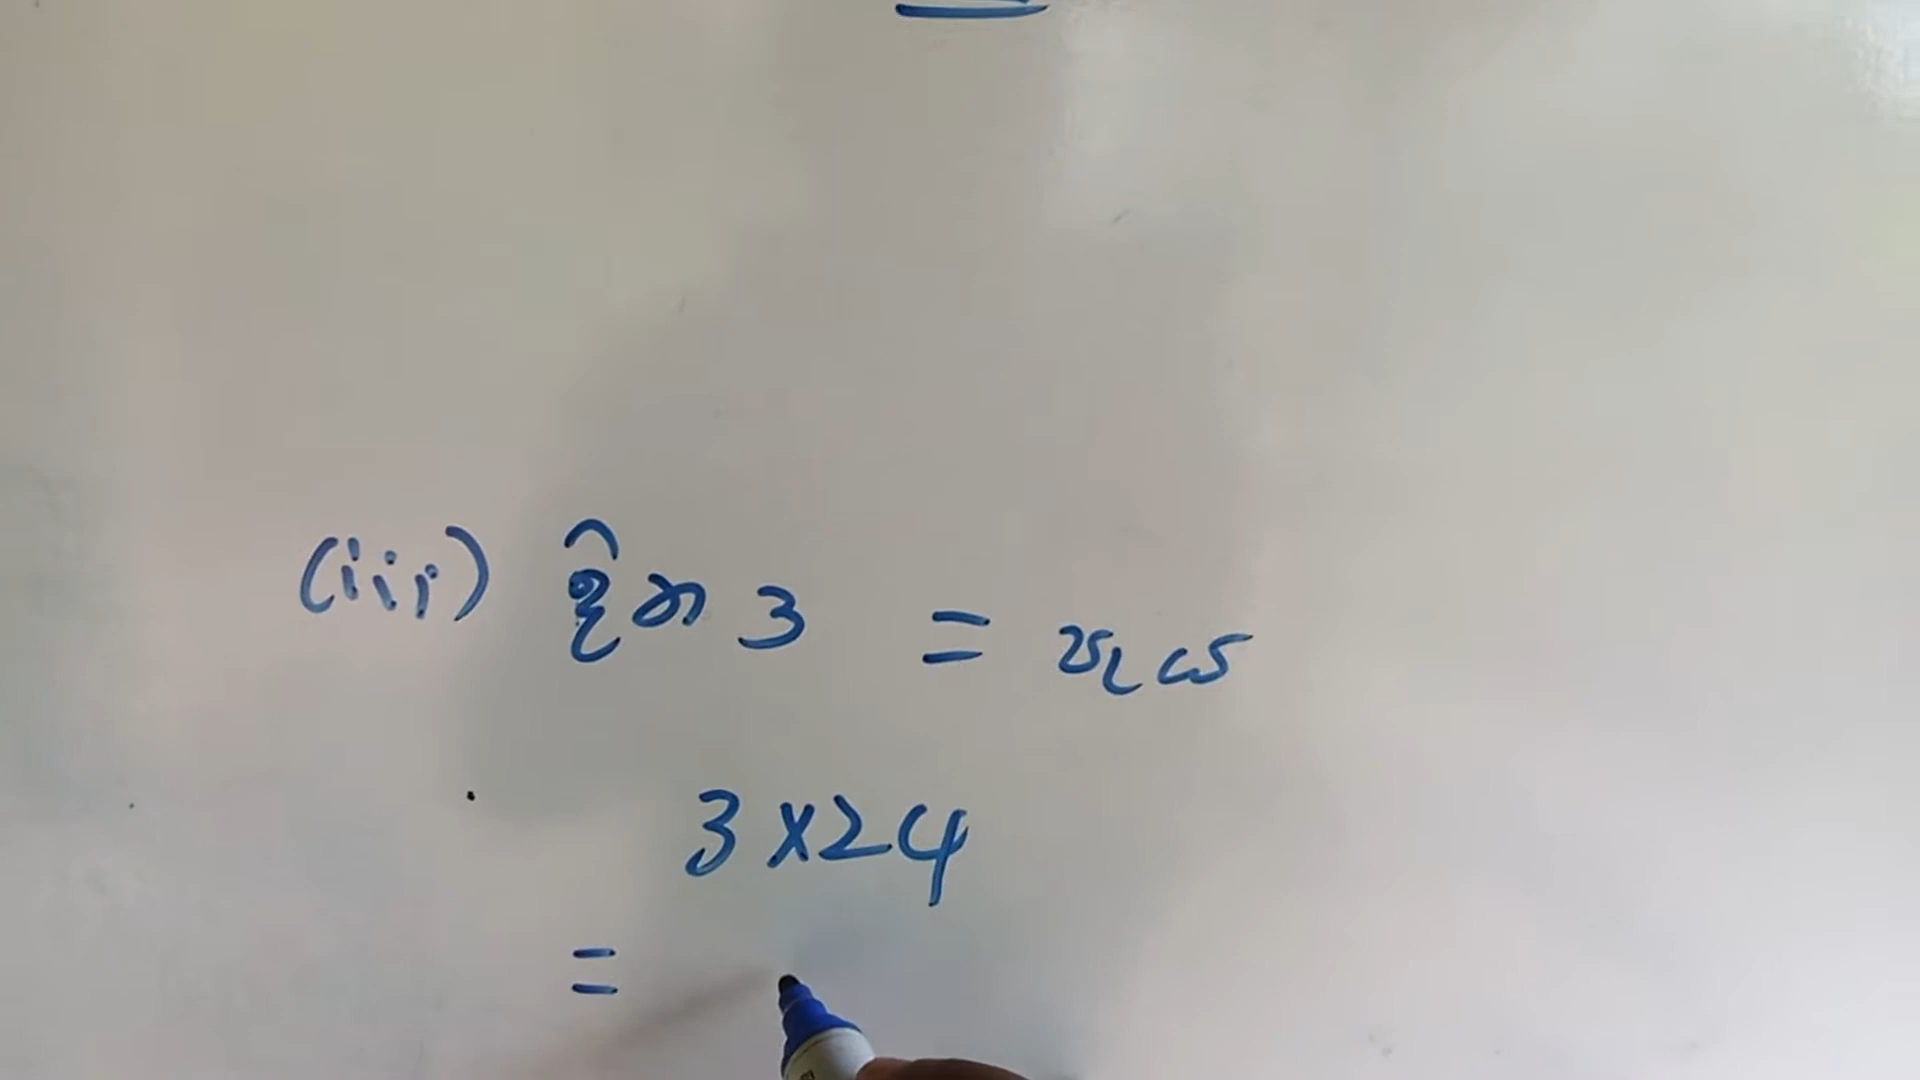 (iii) දින 3 = පැය
3 × 24
=